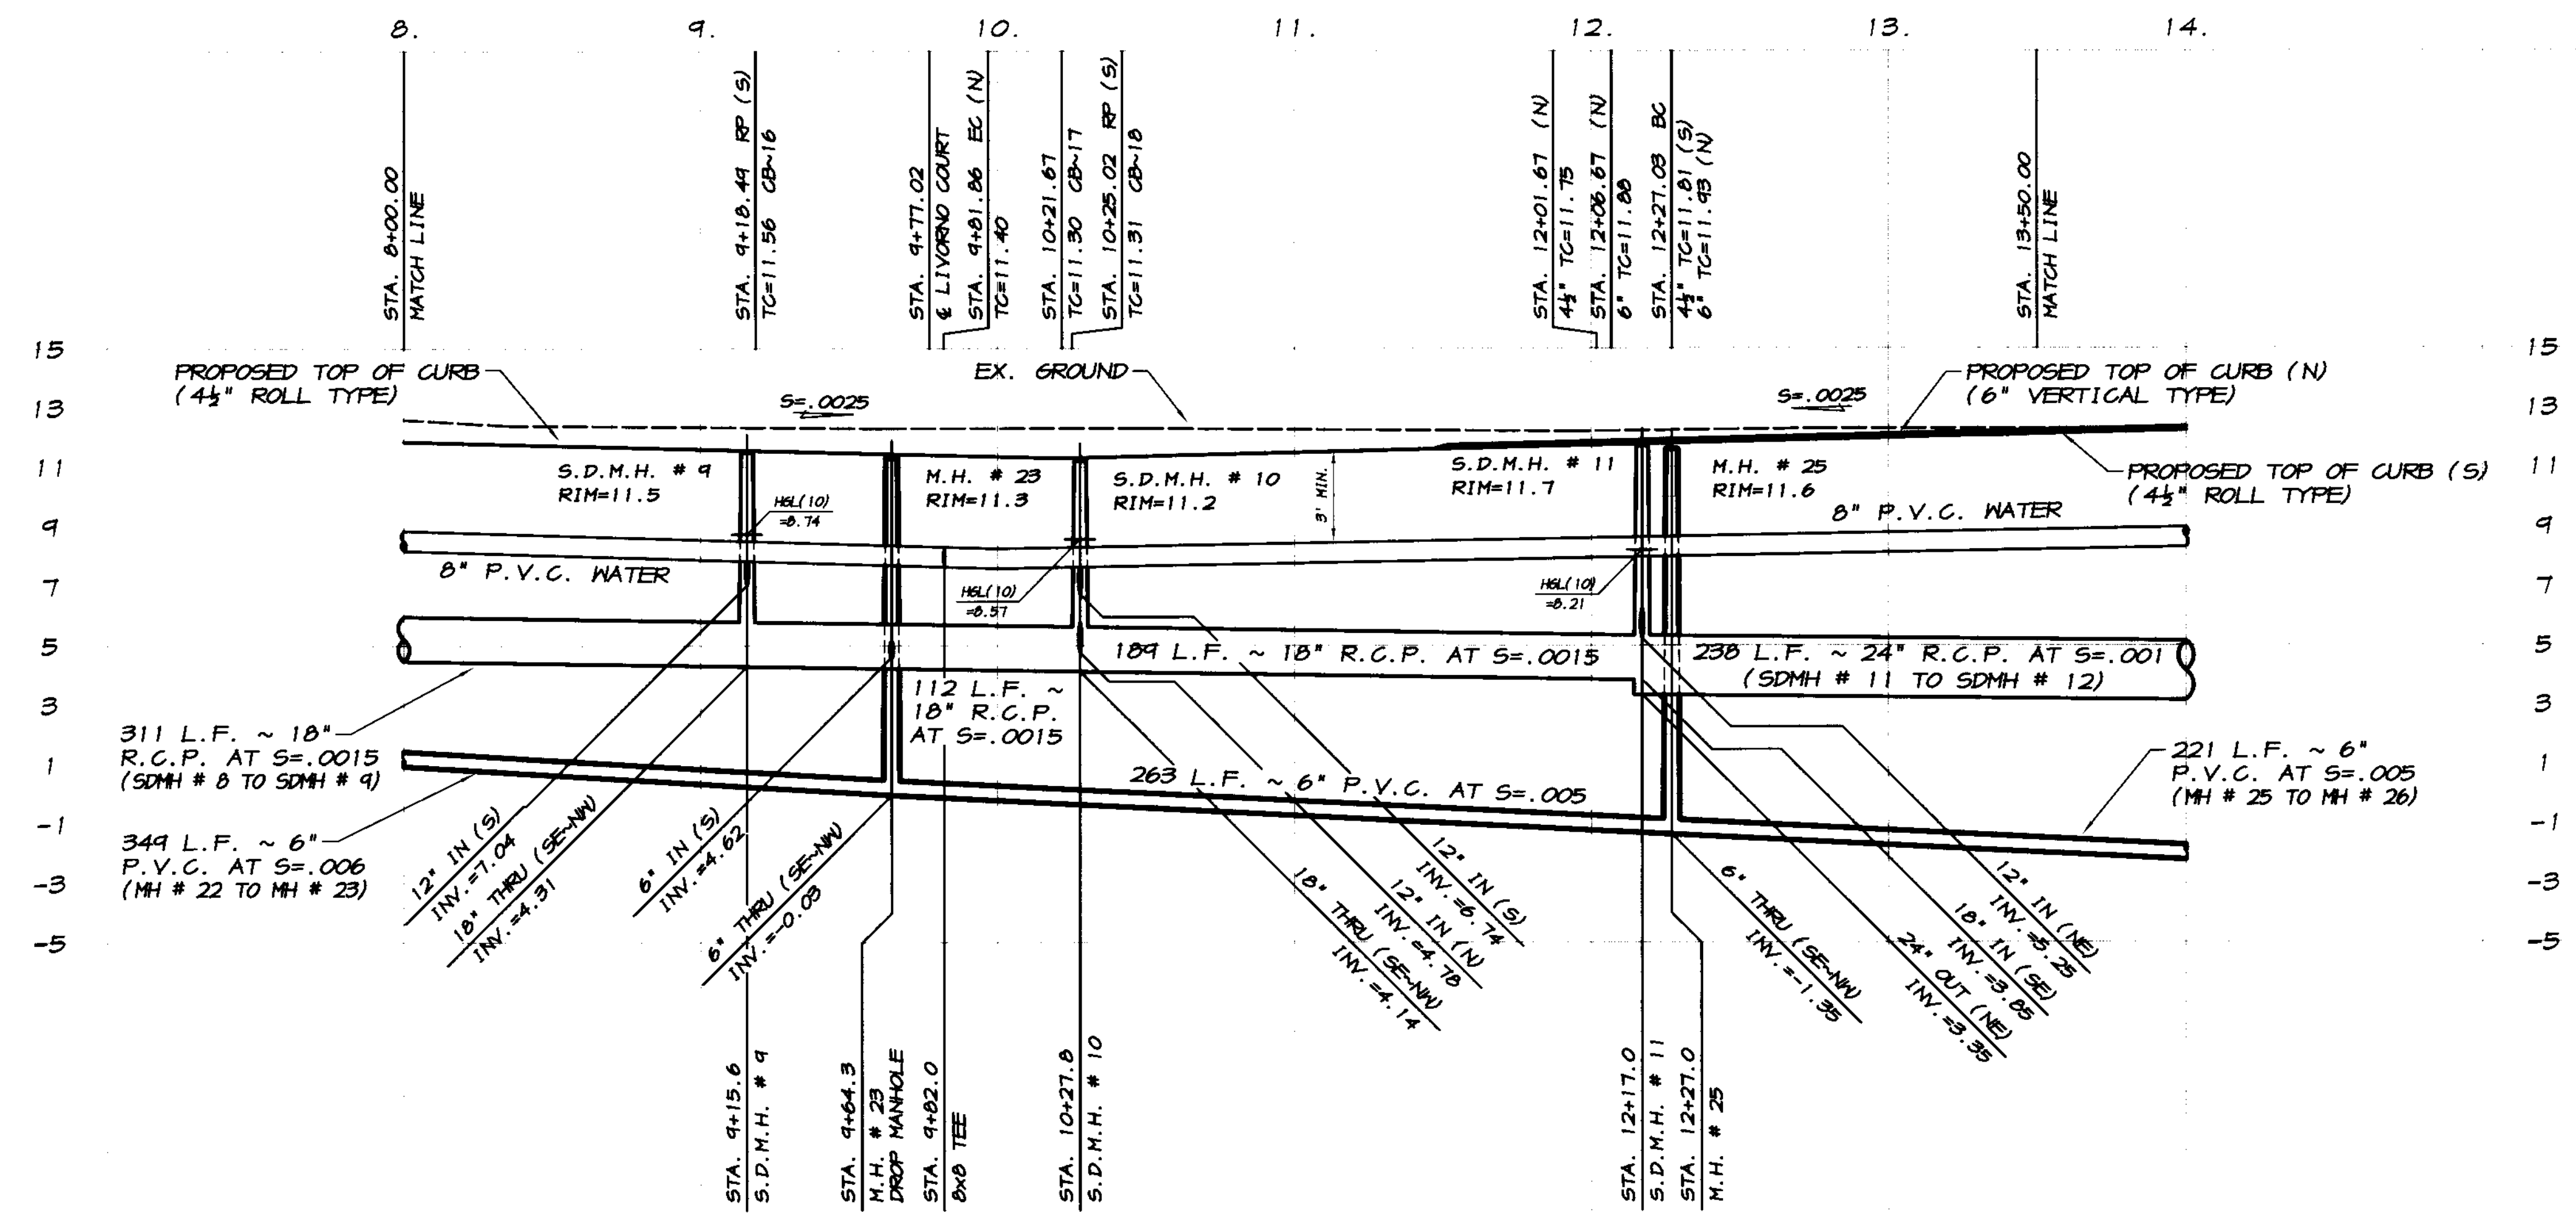 8. 9. 10. 11. 12. 13. 14.
STA. 8+00.00
MATCH LINE
STA. 9+18.49 RP (S)
TC=11.56 CB~16
STA. 9+77.02
℄ LIVORNO COURT
STA. 9+81.86 EC (N)
TC=11.40
STA. 10+21.67
TC=11.30 CB~17
STA. 10+25.02 RP (S)
TC=11.31 CB~18
STA. 12+01.67 (N)
4½" TC=11.75
STA. 12+06.67 (N)
6" TC=11.88
STA. 12+27.03 BC
4½" TC=11.81 (S)
6" TC=11.93 (N)
STA. 13+50.00
MATCH LINE
15
13
11
9
7
5
3
1
-1
-3
-5
15
13
11
9
7
5
3
1
-1
-3
-5
PROPOSED TOP OF CURB
(4½" ROLL TYPE)
S=.0025
EX. GROUND
S=.0025
PROPOSED TOP OF CURB (N)
(6" VERTICAL TYPE)
PROPOSED TOP OF CURB (S)
(4½" ROLL TYPE)
S.D.M.H. # 9
RIM=11.5
HGL(10)
=8.74
M.H. # 23
RIM=11.3
S.D.M.H. # 10
RIM=11.2
HGL(10)
=8.57
3' MIN.
S.D.M.H. # 11
RIM=11.7
HGL(10)
=8.21
M.H. # 25
RIM=11.6
8" P.V.C. WATER
8" P.V.C. WATER
189 L.F. ~ 18" R.C.P. AT S=.0015
238 L.F. ~ 24" R.C.P. AT S=.001
(SDMH # 11 TO SDMH # 12)
112 L.F. ~
18" R.C.P.
AT S=.0015
311 L.F. ~ 18"
R.C.P. AT S=.0015
(SDMH # 8 TO SDMH # 9)
349 L.F. ~ 6"
P.V.C. AT S=.006
(MH # 22 TO MH # 23)
263 L.F. ~ 6" P.V.C. AT S=.005
221 L.F. ~ 6"
P.V.C. AT S=.005
(MH # 25 TO MH # 26)
12" IN (S)
INV.=7.04
18" THRU (SE~NW)
INV.=4.31
6" IN (S)
INV.=4.62
6" THRU (SE~NW)
INV.=-0.03
12" IN (S)
INV.=6.74
12" IN (N)
INV.=4.78
18" THRU (SE~NW)
INV.=4.14
12" IN (NE)
INV.=5.25
18" IN (SE)
INV.=3.85
24" OUT (NE)
INV.=3.35
6" THRU (SE~NW)
INV.=-1.35
STA. 9+15.6
S.D.M.H. # 9
STA. 9+64.3
M.H. # 23
DROP MANHOLE
STA. 9+82.0
8x8 TEE
STA. 10+27.8
S.D.M.H. # 10
STA. 12+17.0
S.D.M.H. # 11
STA. 12+27.0
M.H. # 25